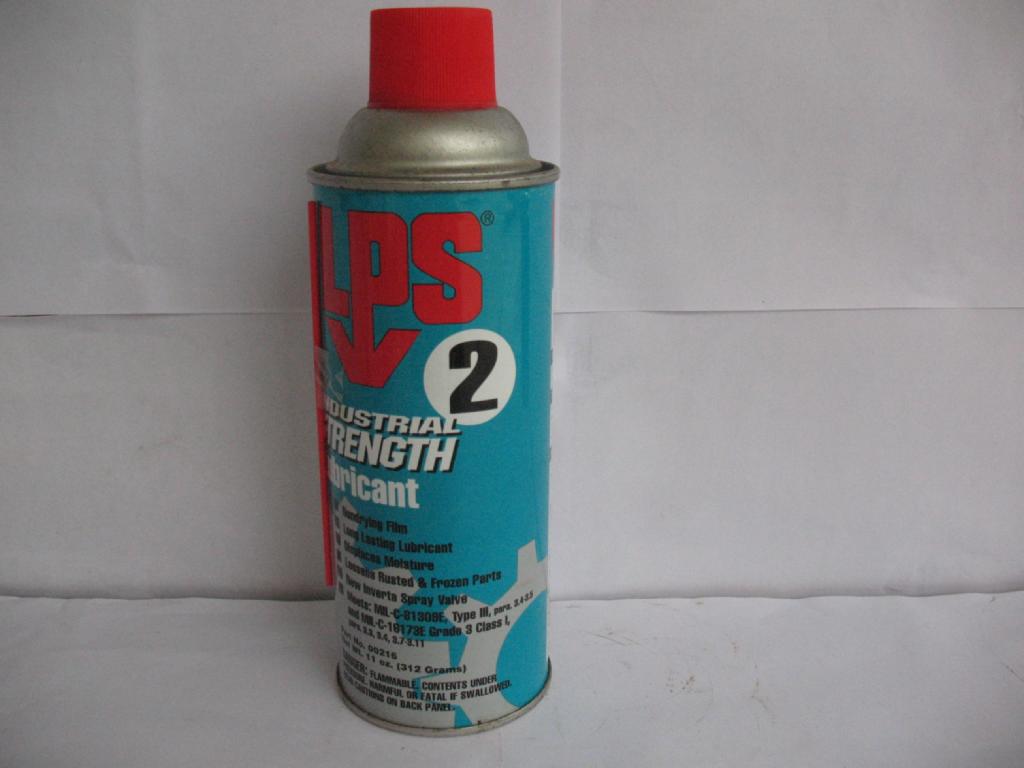 LPS®
2
INDUSTRIAL
STRENGTH
Lubricant
Nondrying Film
Long Lasting Lubricant
Displaces Moisture
Loosens Rusted & Frozen Parts
New Inverta Spray Valve
Meets: MIL-C-81309E, Type III, para. 3.4-3.5
and MIL-C-16173E Grade 3 Class I,
para. 3.3, 3.4, 3.7-3.11
Part No. 00216
Net Wt. 11 oz. (312 Grams)
DANGER: FLAMMABLE. CONTENTS UNDER
PRESSURE. HARMFUL OR FATAL IF SWALLOWED.
CAUTIONS ON BACK PANEL.